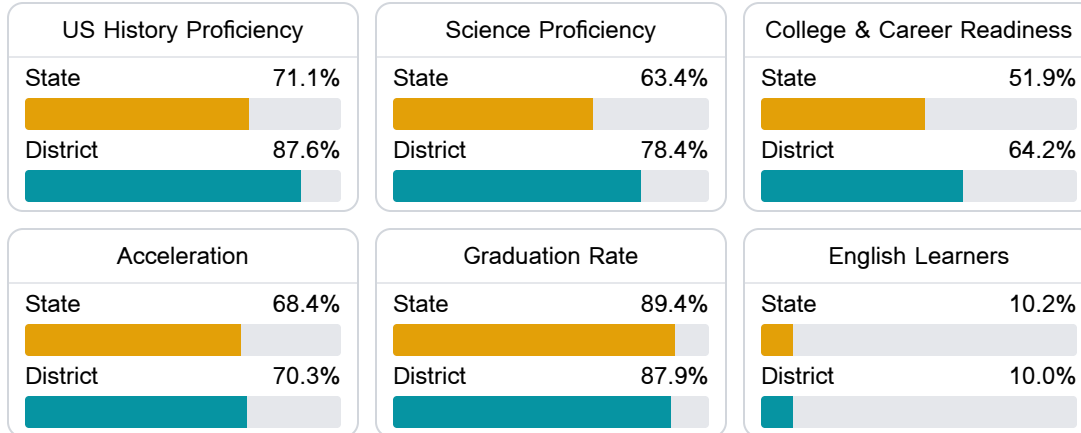 US History Proficiency
State 71.1%
District 87.6%
Science Proficiency
State 63.4%
District 78.4%
College & Career Readiness
State 51.9%
District 64.2%
Acceleration
State 68.4%
District 70.3%
Graduation Rate
State 89.4%
District 87.9%
English Learners
State 10.2%
District 10.0%